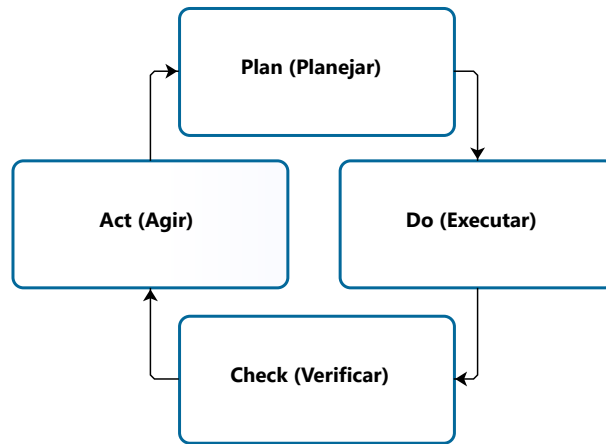 Plan (Planejar)
Act (Agir)
Do (Executar)
Check (Verificar)